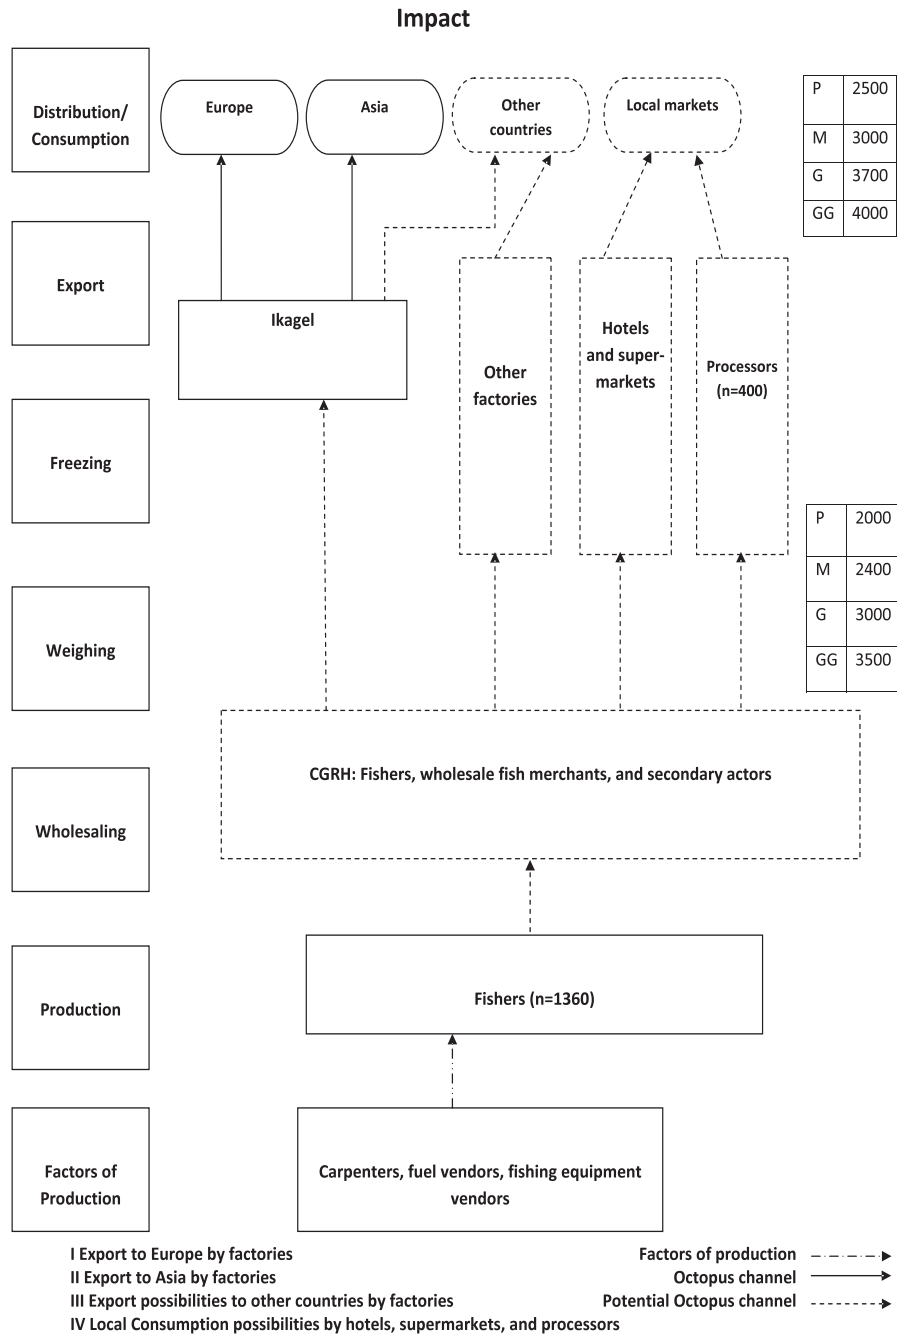 Impact
Distribution/
Consumption
Europe
Asia
Other
countries
Local markets
P 2500
M 3000
G 3700
GG 4000
Export
Ikagel
Other
factories
Hotels
and super-
markets
Processors
(n=400)
Freezing
P 2000
M 2400
G 3000
GG 3500
Weighing
CGRH: Fishers, wholesale fish merchants, and secondary actors
Wholesaling
Production
Fishers (n=1360)
Factors of
Production
Carpenters, fuel vendors, fishing equipment
vendors
I Export to Europe by factories
II Export to Asia by factories
III Export possibilities to other countries by factories
IV Local Consumption possibilities by hotels, supermarkets, and processors
Factors of production
Octopus channel
Potential Octopus channel